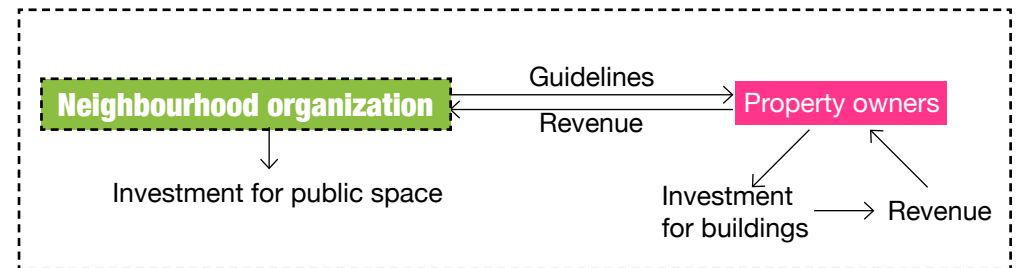 Guidelines
Neighbourhood organization
Property owners
Revenue
Investment for public space
Investment
for buildings
Revenue